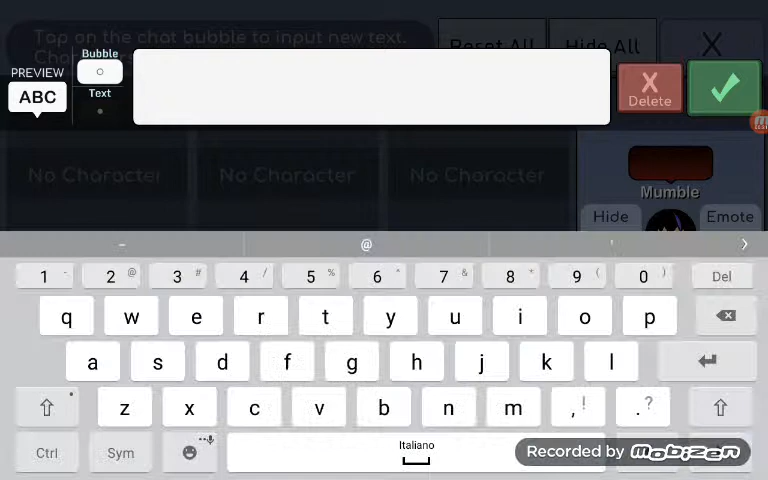 Tap on the chat bubble to input new text.
Reset All
Hide All
X
Bubble
PREVIEW
ABC
Text
X
Delete
No Character
No Character
No Character
Mumble
Hide
Emote
- @ '
1 - 2 @ 3 # 4 / 5 % 6 ^ 7 & 8 * 9 ( 0 ) Del
q w e r t y u i o p
a s d f g h j k l
z x c v b n m , ! . ?
Ctrl Sym Italiano
Recorded by Mobizen